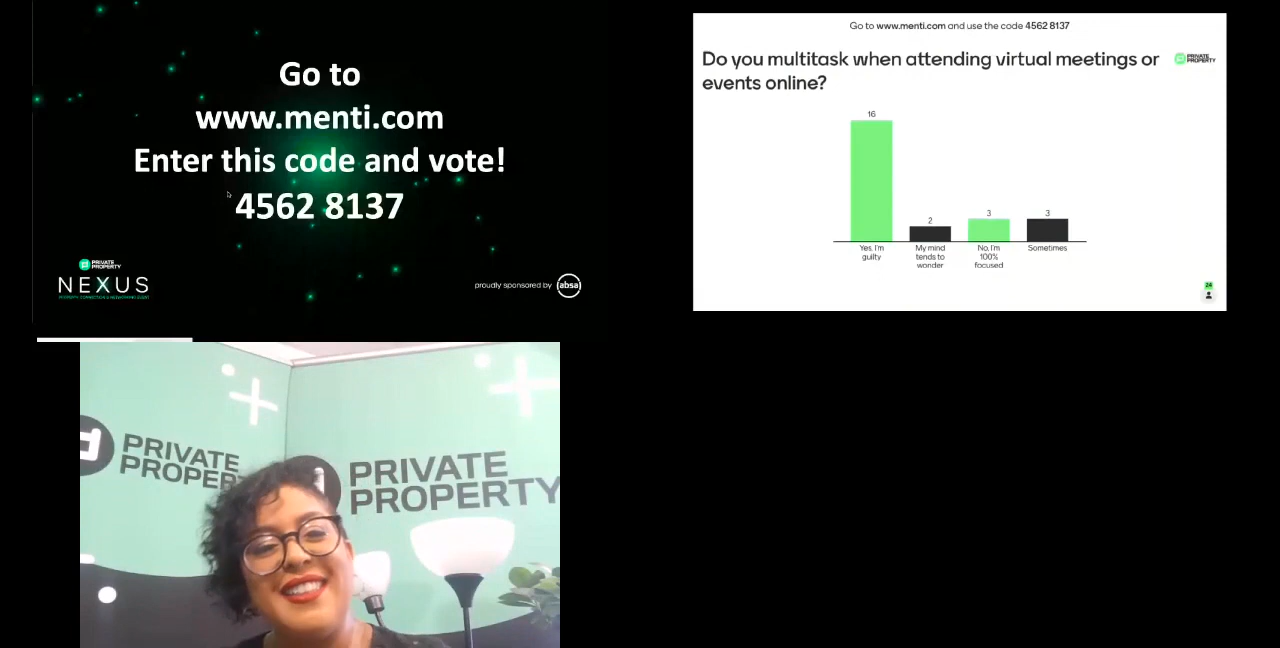 Go to
www.menti.com
Enter this code and vote!
4562 8137
PRIVATE
PROPERTY
NEXUS
proudly sponsored by absa
Go to www.menti.com and use the code 4562 8137
Do you multitask when attending virtual meetings or
events online?
PRIVATE
PROPERTY
16
2
3
3
Yes, I'm
guilty
My mind
tends to
wonder
No, I'm
100%
focused
Sometimes
24
PRIVATE
PROPER
PRIVATE
PROPERTY